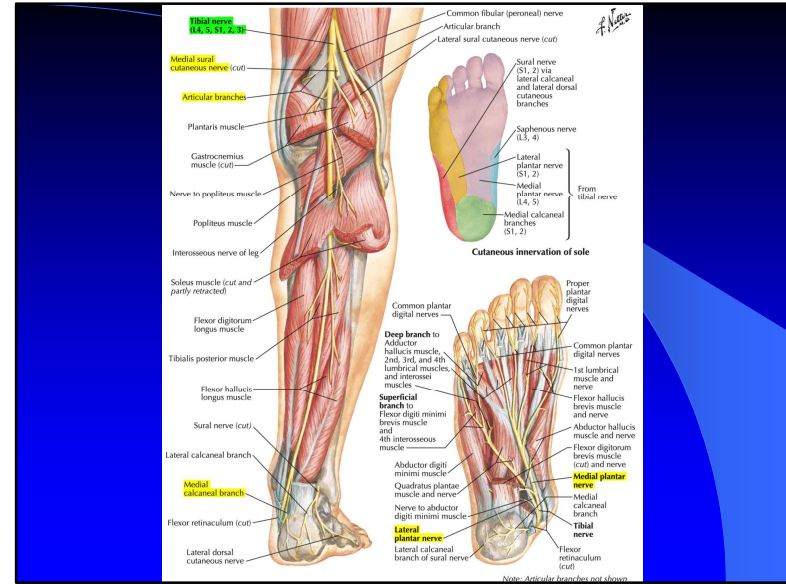 Tibial nerve
(L4, 5, S1, 2, 3)
Medial sural
cutaneous nerve (cut)
Articular branches
Plantaris muscle
Gastrocnemius
muscle (cut)
Nerve to popliteus muscle
Popliteus muscle
Interosseous nerve of leg
Soleus muscle (cut and
partly retracted)
Flexor digitorum
longus muscle
Tibialis posterior muscle
Flexor hallucis
longus muscle
Sural nerve (cut)
Lateral calcaneal branch
Medial
calcaneal branch
Flexor retinaculum (cut)
Lateral dorsal
cutaneous nerve
Common fibular (peroneal) nerve
Articular branch
Lateral sural cutaneous nerve (cut)
Sural nerve
(S1, 2) via
lateral calcaneal
and lateral dorsal
cutaneous
branches
Saphenous nerve
(L3, 4)
Lateral
plantar nerve
(S1, 2)
Medial
plantar nerve
(L4, 5)
Medial calcaneal
branches
(S1, 2)
From
tibial nerve
Cutaneous innervation of sole
Common plantar
digital nerves
Deep branch to
Adductor
hallucis muscle,
2nd, 3rd, and 4th
lumbrical muscles,
and interossei
muscles
Superficial
branch to
Flexor digiti minimi
brevis muscle
and
4th interosseous
muscle
Abductor digiti
minimi muscle
Quadratus plantae
muscle and nerve
Nerve to abductor
digiti minimi muscle
Lateral
plantar nerve
Lateral calcaneal
branch of sural nerve
Proper
plantar
digital
nerves
Common plantar
digital nerves
1st lumbrical
muscle and
nerve
Flexor hallucis
brevis muscle
and nerve
Abductor hallucis
muscle and nerve
Flexor digitorum
brevis muscle
(cut) and nerve
Medial plantar
nerve
Medial
calcaneal
branch
Tibial
nerve
Flexor
retinaculum
(cut)
Note: Articular branches not shown